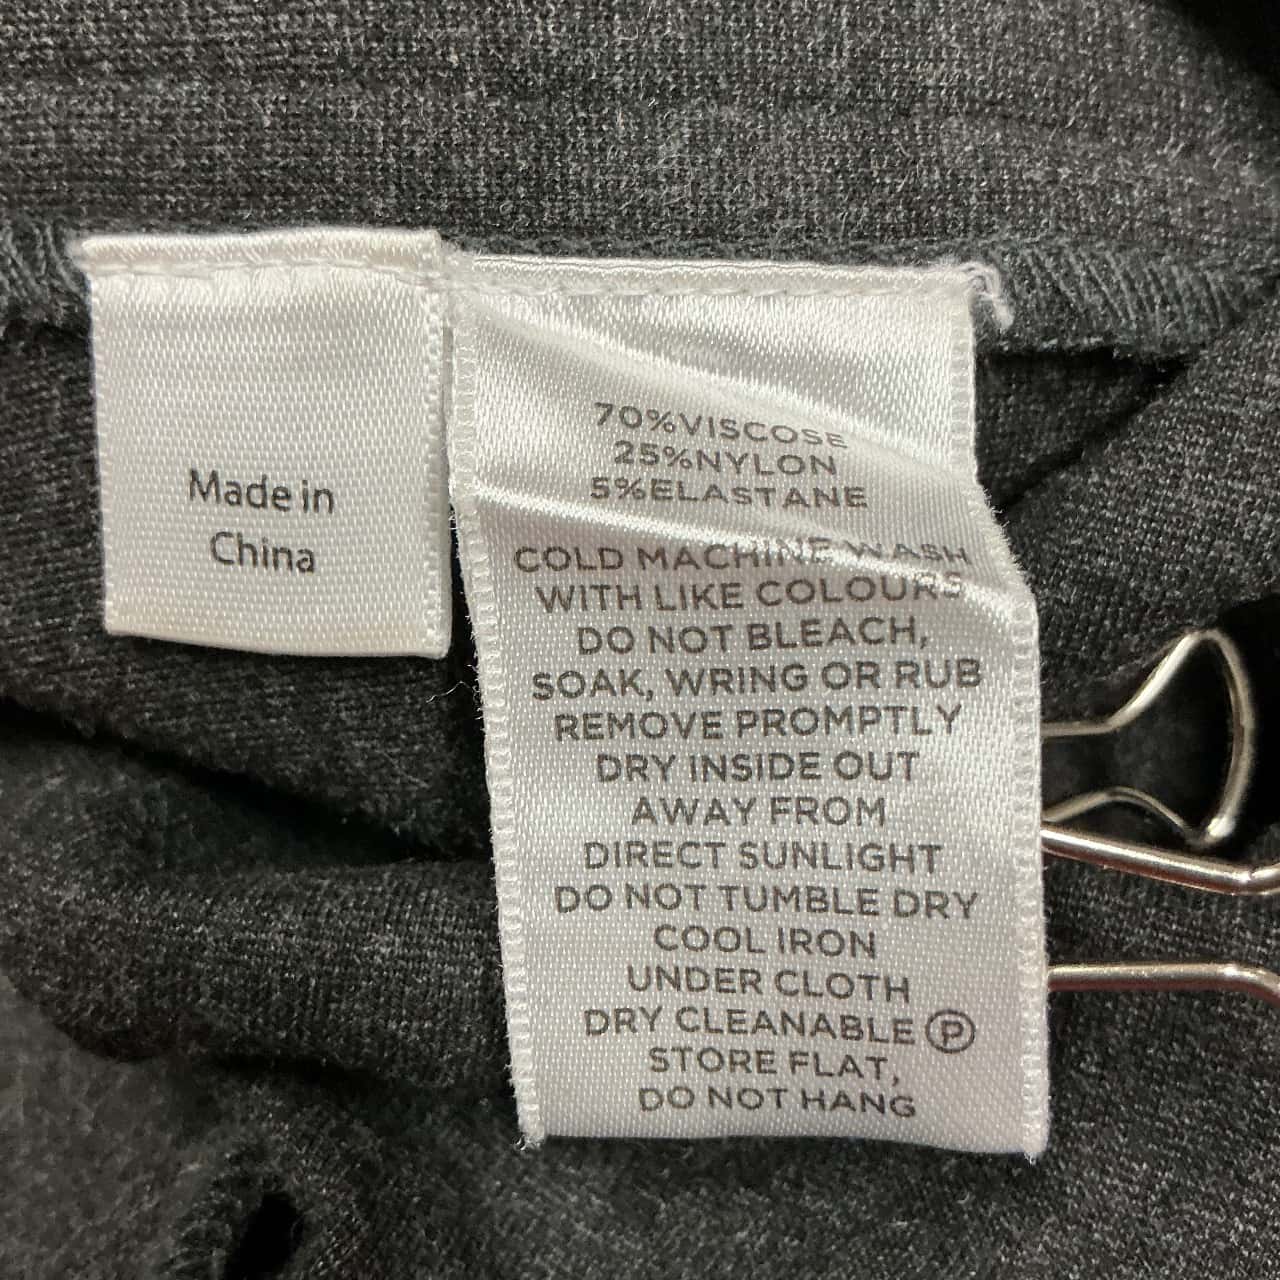 Made in
China
70%VISCOSE
25%NYLON
5%ELASTANE
COLD MACHINE WASH
WITH LIKE COLOURS
DO NOT BLEACH,
SOAK, WRING OR RUB
REMOVE PROMPTLY
DRY INSIDE OUT
AWAY FROM
DIRECT SUNLIGHT
DO NOT TUMBLE DRY
COOL IRON
UNDER CLOTH
DRY CLEANABLE Ⓟ
STORE FLAT,
DO NOT HANG